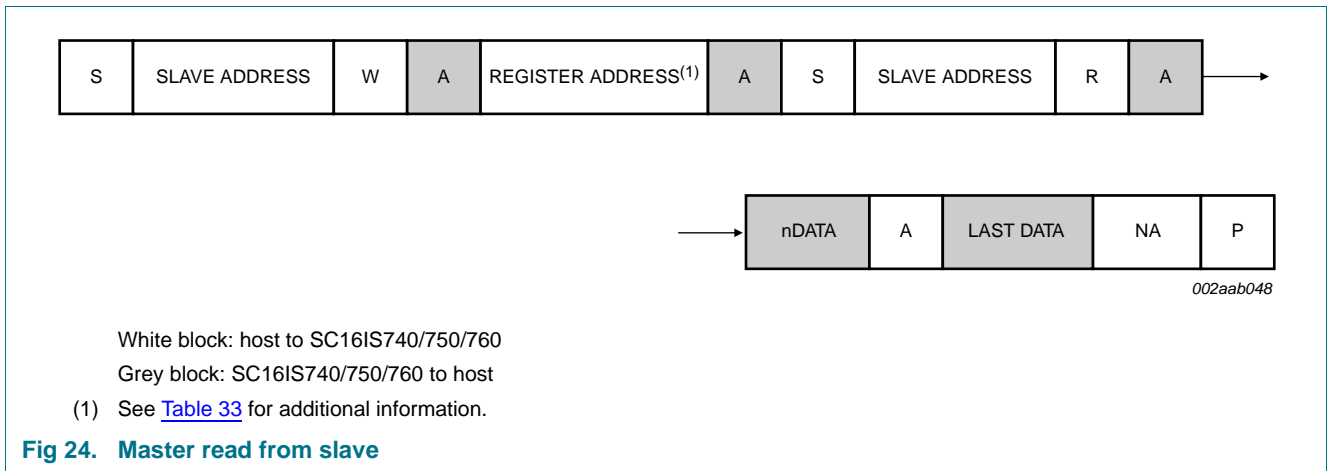 S SLAVE ADDRESS W A REGISTER ADDRESS(1) A S SLAVE ADDRESS R A
nDATA A LAST DATA NA P
002aab048
White block: host to SC16IS740/750/760
Grey block: SC16IS740/750/760 to host
(1) See Table 33 for additional information.
Fig 24. Master read from slave